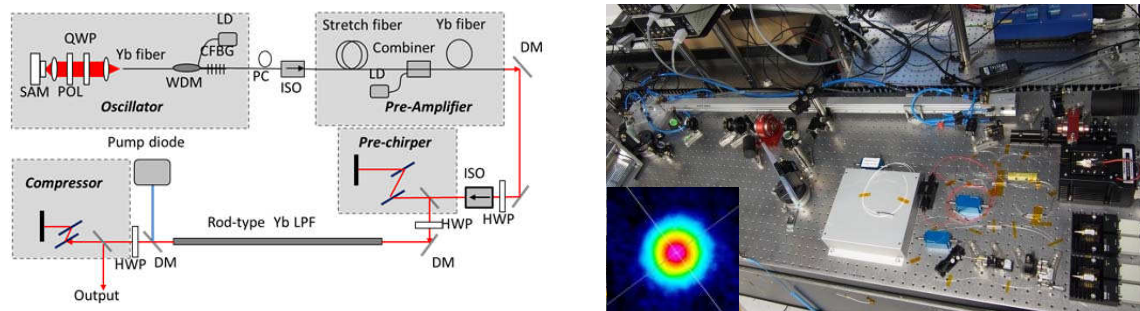 LD
QWP
Yb fiber
CFBG
SAM
POL
WDM
Oscillator
PC
ISO
Stretch fiber
Yb fiber
Combiner
LD
Pre-Amplifier
DM
Pump diode
Pre-chirper
ISO
HWP
HWP
Compressor
Rod-type Yb LPF
HWP
DM
DM
Output